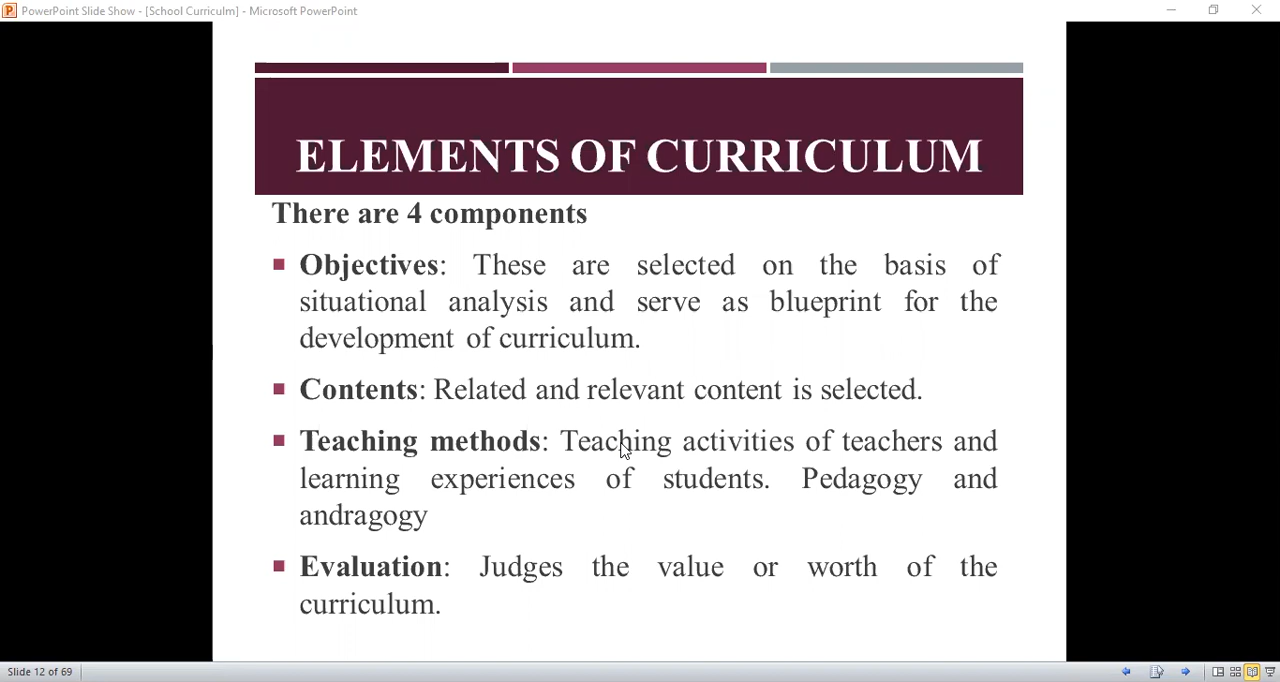 PowerPoint Slide Show - [School Curriculm] - Microsoft PowerPoint
ELEMENTS OF CURRICULUM
There are 4 components
Objectives: These are selected on the basis of
situational analysis and serve as blueprint for the
development of curriculum.
Contents: Related and relevant content is selected.
Teaching methods: Teaching activities of teachers and
learning experiences of students. Pedagogy and
andragogy
Evaluation: Judges the value or worth of the
curriculum.
Slide 12 of 69